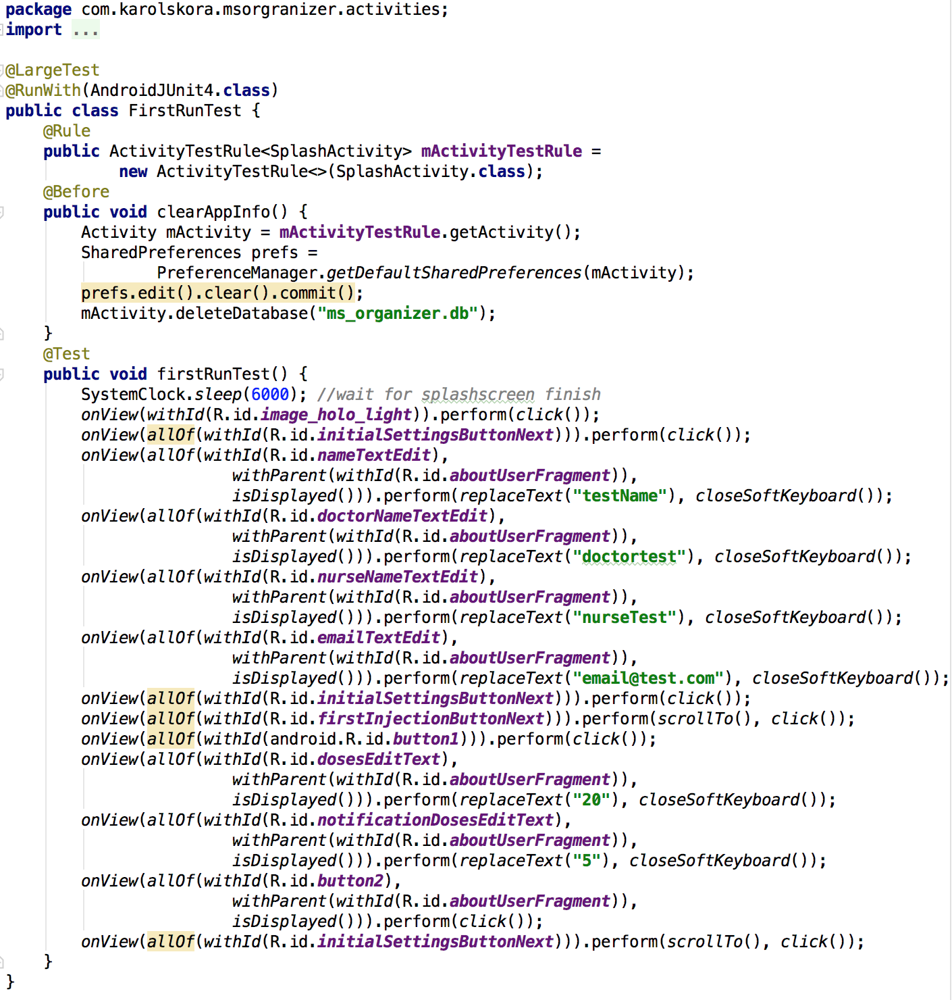 package com.karolskora.msorgranizer.activities;
import ...
@LargeTest
@RunWith(AndroidJUnit4.class)
public class FirstRunTest {
    @Rule
    public ActivityTestRule<SplashActivity> mActivityTestRule =
            new ActivityTestRule<>(SplashActivity.class);
    @Before
    public void clearAppInfo() {
        Activity mActivity = mActivityTestRule.getActivity();
        SharedPreferences prefs =
                PreferenceManager.getDefaultSharedPreferences(mActivity);
        prefs.edit().clear().commit();
        mActivity.deleteDatabase("ms_organizer.db");
    }
    @Test
    public void firstRunTest() {
        SystemClock.sleep(6000); //wait for splashscreen finish
        onView(withId(R.id.image_holo_light)).perform(click());
        onView(allOf(withId(R.id.initialSettingsButtonNext))).perform(click());
        onView(allOf(withId(R.id.nameTextEdit),
                        withParent(withId(R.id.aboutUserFragment)),
                        isDisplayed())).perform(replaceText("testName"), closeSoftKeyboard());
        onView(allOf(withId(R.id.doctorNameTextEdit),
                        withParent(withId(R.id.aboutUserFragment)),
                        isDisplayed())).perform(replaceText("doctortest"), closeSoftKeyboard());
        onView(allOf(withId(R.id.nurseNameTextEdit),
                        withParent(withId(R.id.aboutUserFragment)),
                        isDisplayed())).perform(replaceText("nurseTest"), closeSoftKeyboard());
        onView(allOf(withId(R.id.emailTextEdit),
                        withParent(withId(R.id.aboutUserFragment)),
                        isDisplayed())).perform(replaceText("email@test.com"), closeSoftKeyboard());
        onView(allOf(withId(R.id.initialSettingsButtonNext))).perform(click());
        onView(allOf(withId(R.id.firstInjectionButtonNext))).perform(scrollTo(), click());
        onView(allOf(withId(android.R.id.button1))).perform(click());
        onView(allOf(withId(R.id.dosesEditText),
                        withParent(withId(R.id.aboutUserFragment)),
                        isDisplayed())).perform(replaceText("20"), closeSoftKeyboard());
        onView(allOf(withId(R.id.notificationDosesEditText),
                        withParent(withId(R.id.aboutUserFragment)),
                        isDisplayed())).perform(replaceText("5"), closeSoftKeyboard());
        onView(allOf(withId(R.id.button2),
                        withParent(withId(R.id.aboutUserFragment)),
                        isDisplayed())).perform(click());
        onView(allOf(withId(R.id.initialSettingsButtonNext))).perform(scrollTo(), click());
    }
}